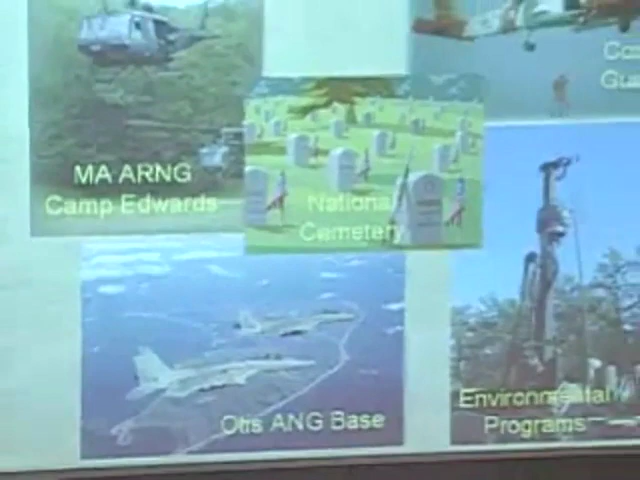 MA ARNG
Camp Edwards
National
Cemetery
Otis ANG Base
Environmental
Programs